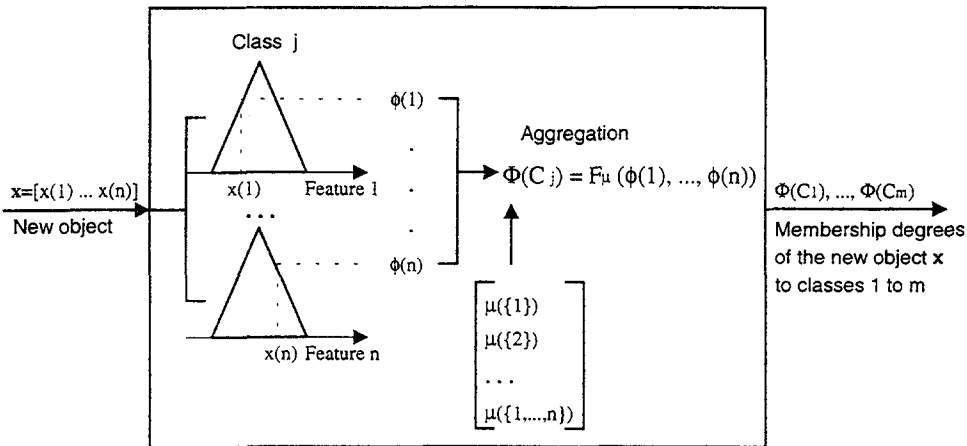 Class j
ϕ(1)
.
.
.
ϕ(n)
x(1)
Feature 1
...
x(n) Feature n
x=[x(1) ... x(n)]
New object
Aggregation
Φ(C j) = Fμ (ϕ(1), ..., ϕ(n))
μ({1})
μ({2})
...
μ({1,...,n})
Φ(C1), ..., Φ(Cm)
Membership degrees
of the new object x
to classes 1 to m